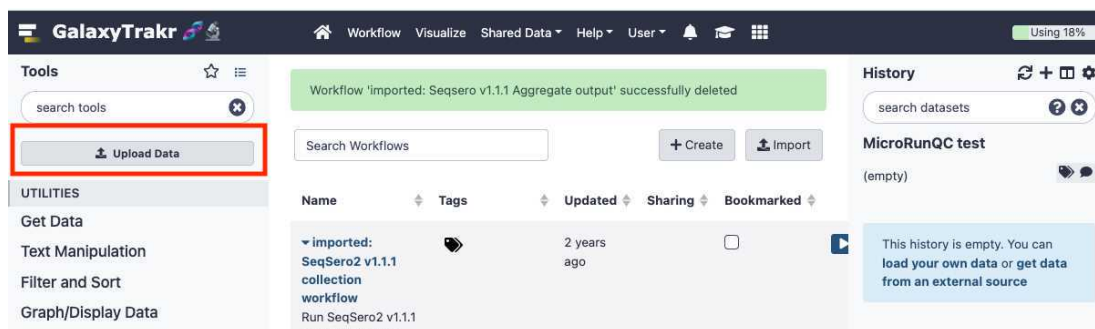 GalaxyTrakr
Workflow Visualize Shared Data Help User
Using 18%
Tools
search tools
Upload Data
UTILITIES
Get Data
Text Manipulation
Filter and Sort
Graph/Display Data
Workflow 'imported: Seqsero v1.1.1 Aggregate output' successfully deleted
Search Workflows
+ Create
Import
Name Tags Updated Sharing Bookmarked
imported:
SeqSero2 v1.1.1
collection
workflow
Run SeqSero2 v1.1.1
2 years
ago
History
search datasets
MicroRunQC test
(empty)
This history is empty. You can
load your own data or get data
from an external source